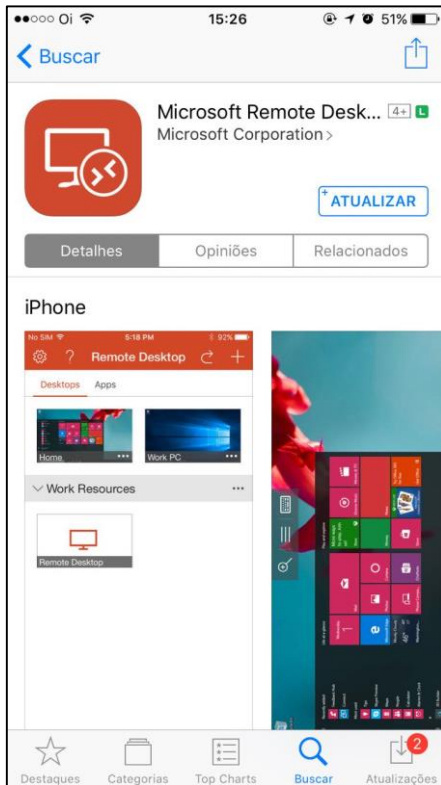 Oi 15:26 51%
Buscar
Microsoft Remote Desk... 4+ L
Microsoft Corporation >
+ATUALIZAR
Detalhes Opiniões Relacionados
iPhone
No SIM 5:18 PM 92%
? Remote Desktop +
Desktops Apps
Home ... Work PC ...
Work Resources ...
Remote Desktop
2
Destaques Categorias Top Charts Buscar Atualizações